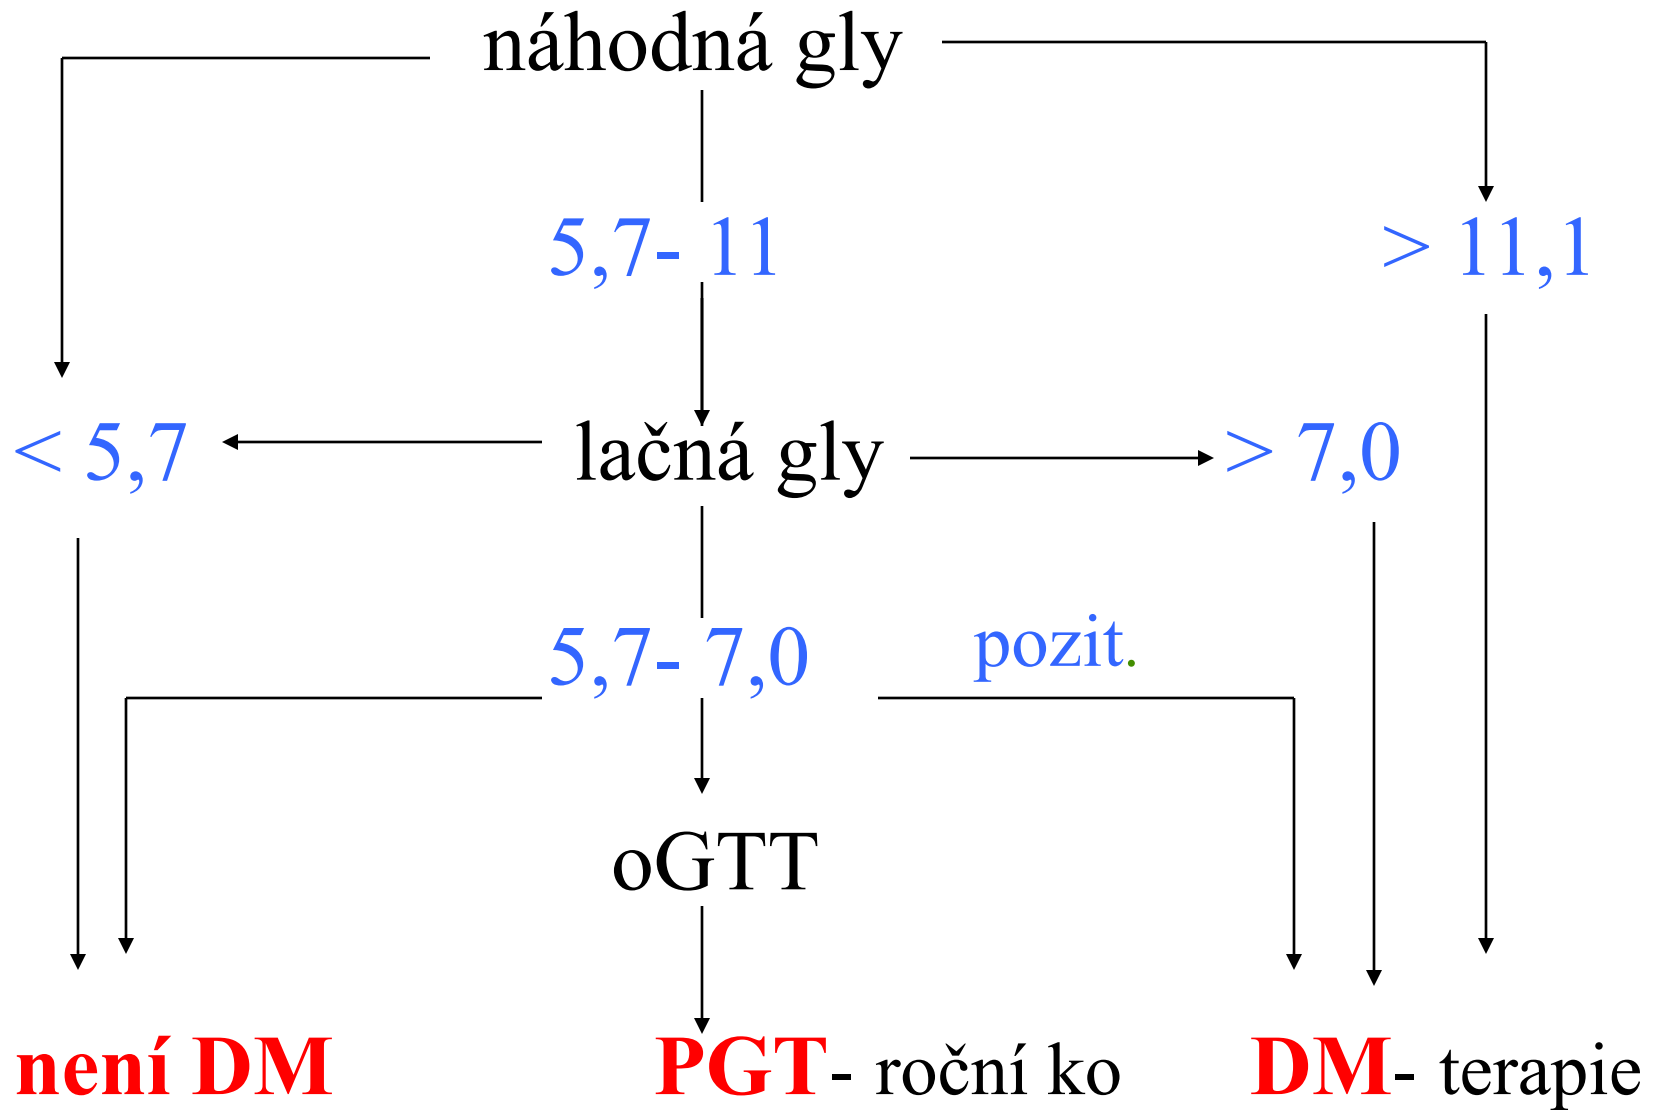 náhodná gly
5,7- 11
> 11,1
< 5,7
lačná gly
> 7,0
5,7- 7,0
pozit.
oGTT
není DM
PGT- roční ko
DM- terapie